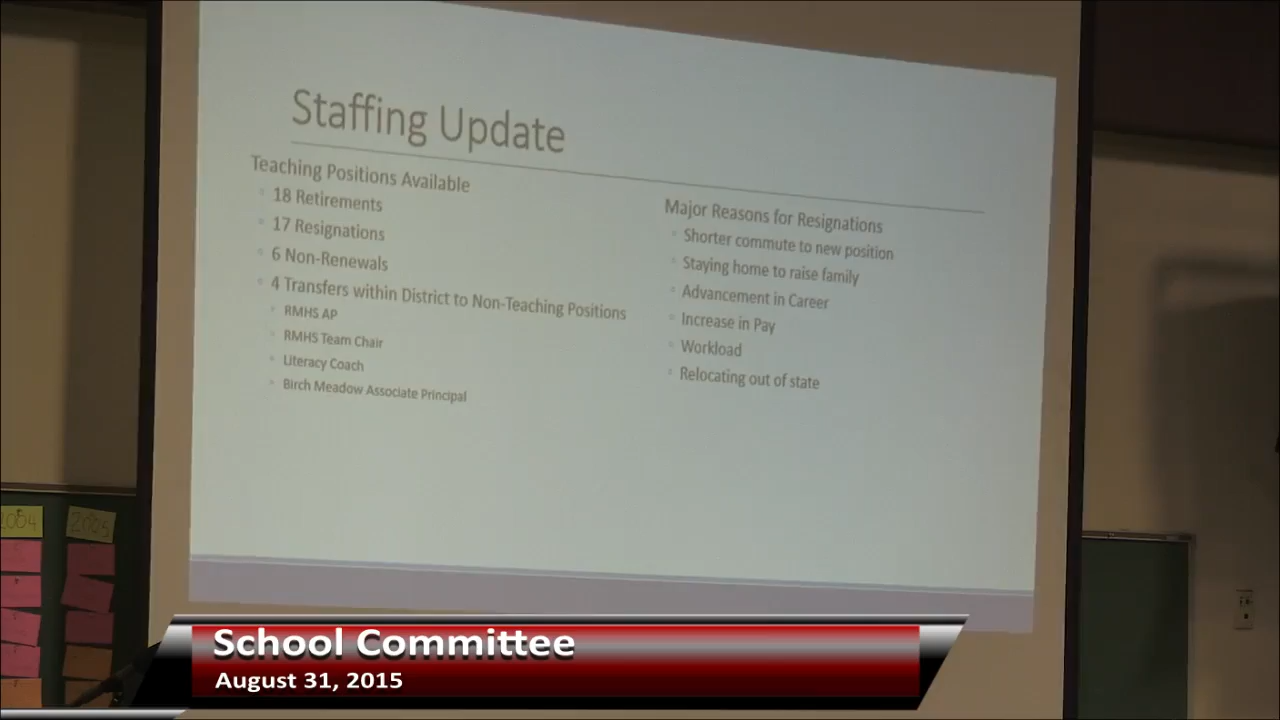 Staffing Update
Teaching Positions Available
18 Retirements
17 Resignations
6 Non-Renewals
4 Transfers within District to Non-Teaching Positions
RMHS AP
RMHS Team Chair
Literacy Coach
Birch Meadow Associate Principal
Major Reasons for Resignations
Shorter commute to new position
Staying home to raise family
Advancement in Career
Increase in Pay
Workload
Relocating out of state
2004
2005
School Committee
August 31, 2015